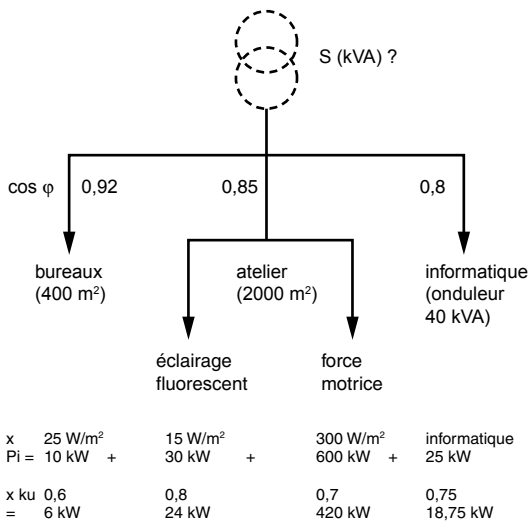 S (kVA) ?
cos φ 0,92 0,85 0,8
bureaux atelier informatique
(400 m²) (2000 m²) (onduleur
40 kVA)
éclairage force
fluorescent motrice
x 25 W/m² 15 W/m² 300 W/m² informatique
Pi = 10 kW + 30 kW + 600 kW + 25 kW
x ku 0,6 0,8 0,7 0,75
= 6 kW 24 kW 420 kW 18,75 kW